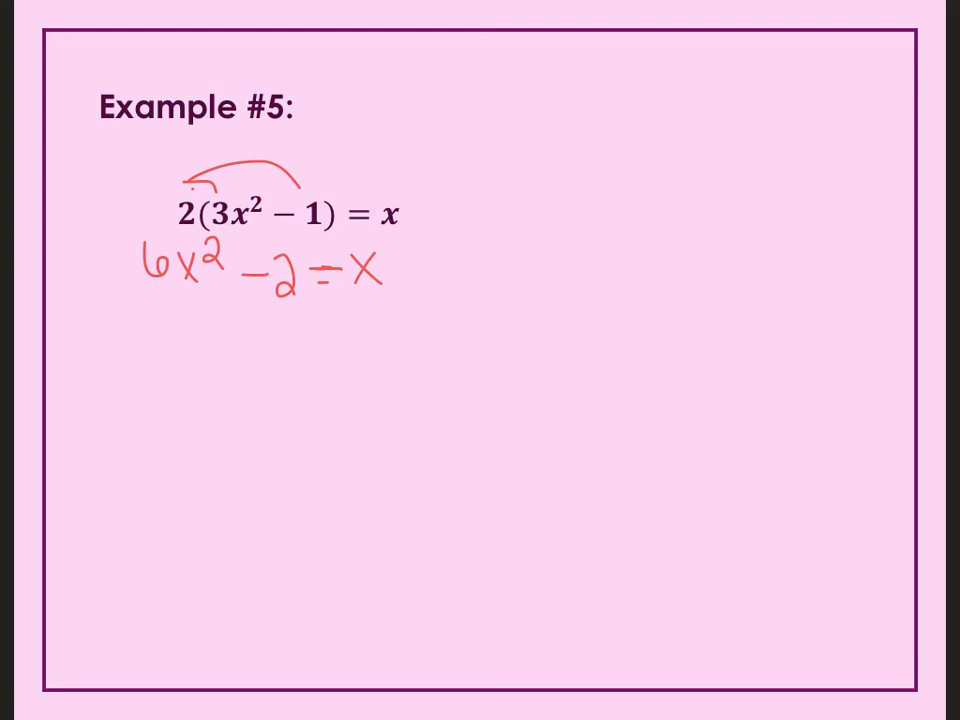 Example #5:
2(3x² − 1) = x
6x² − 2 = x